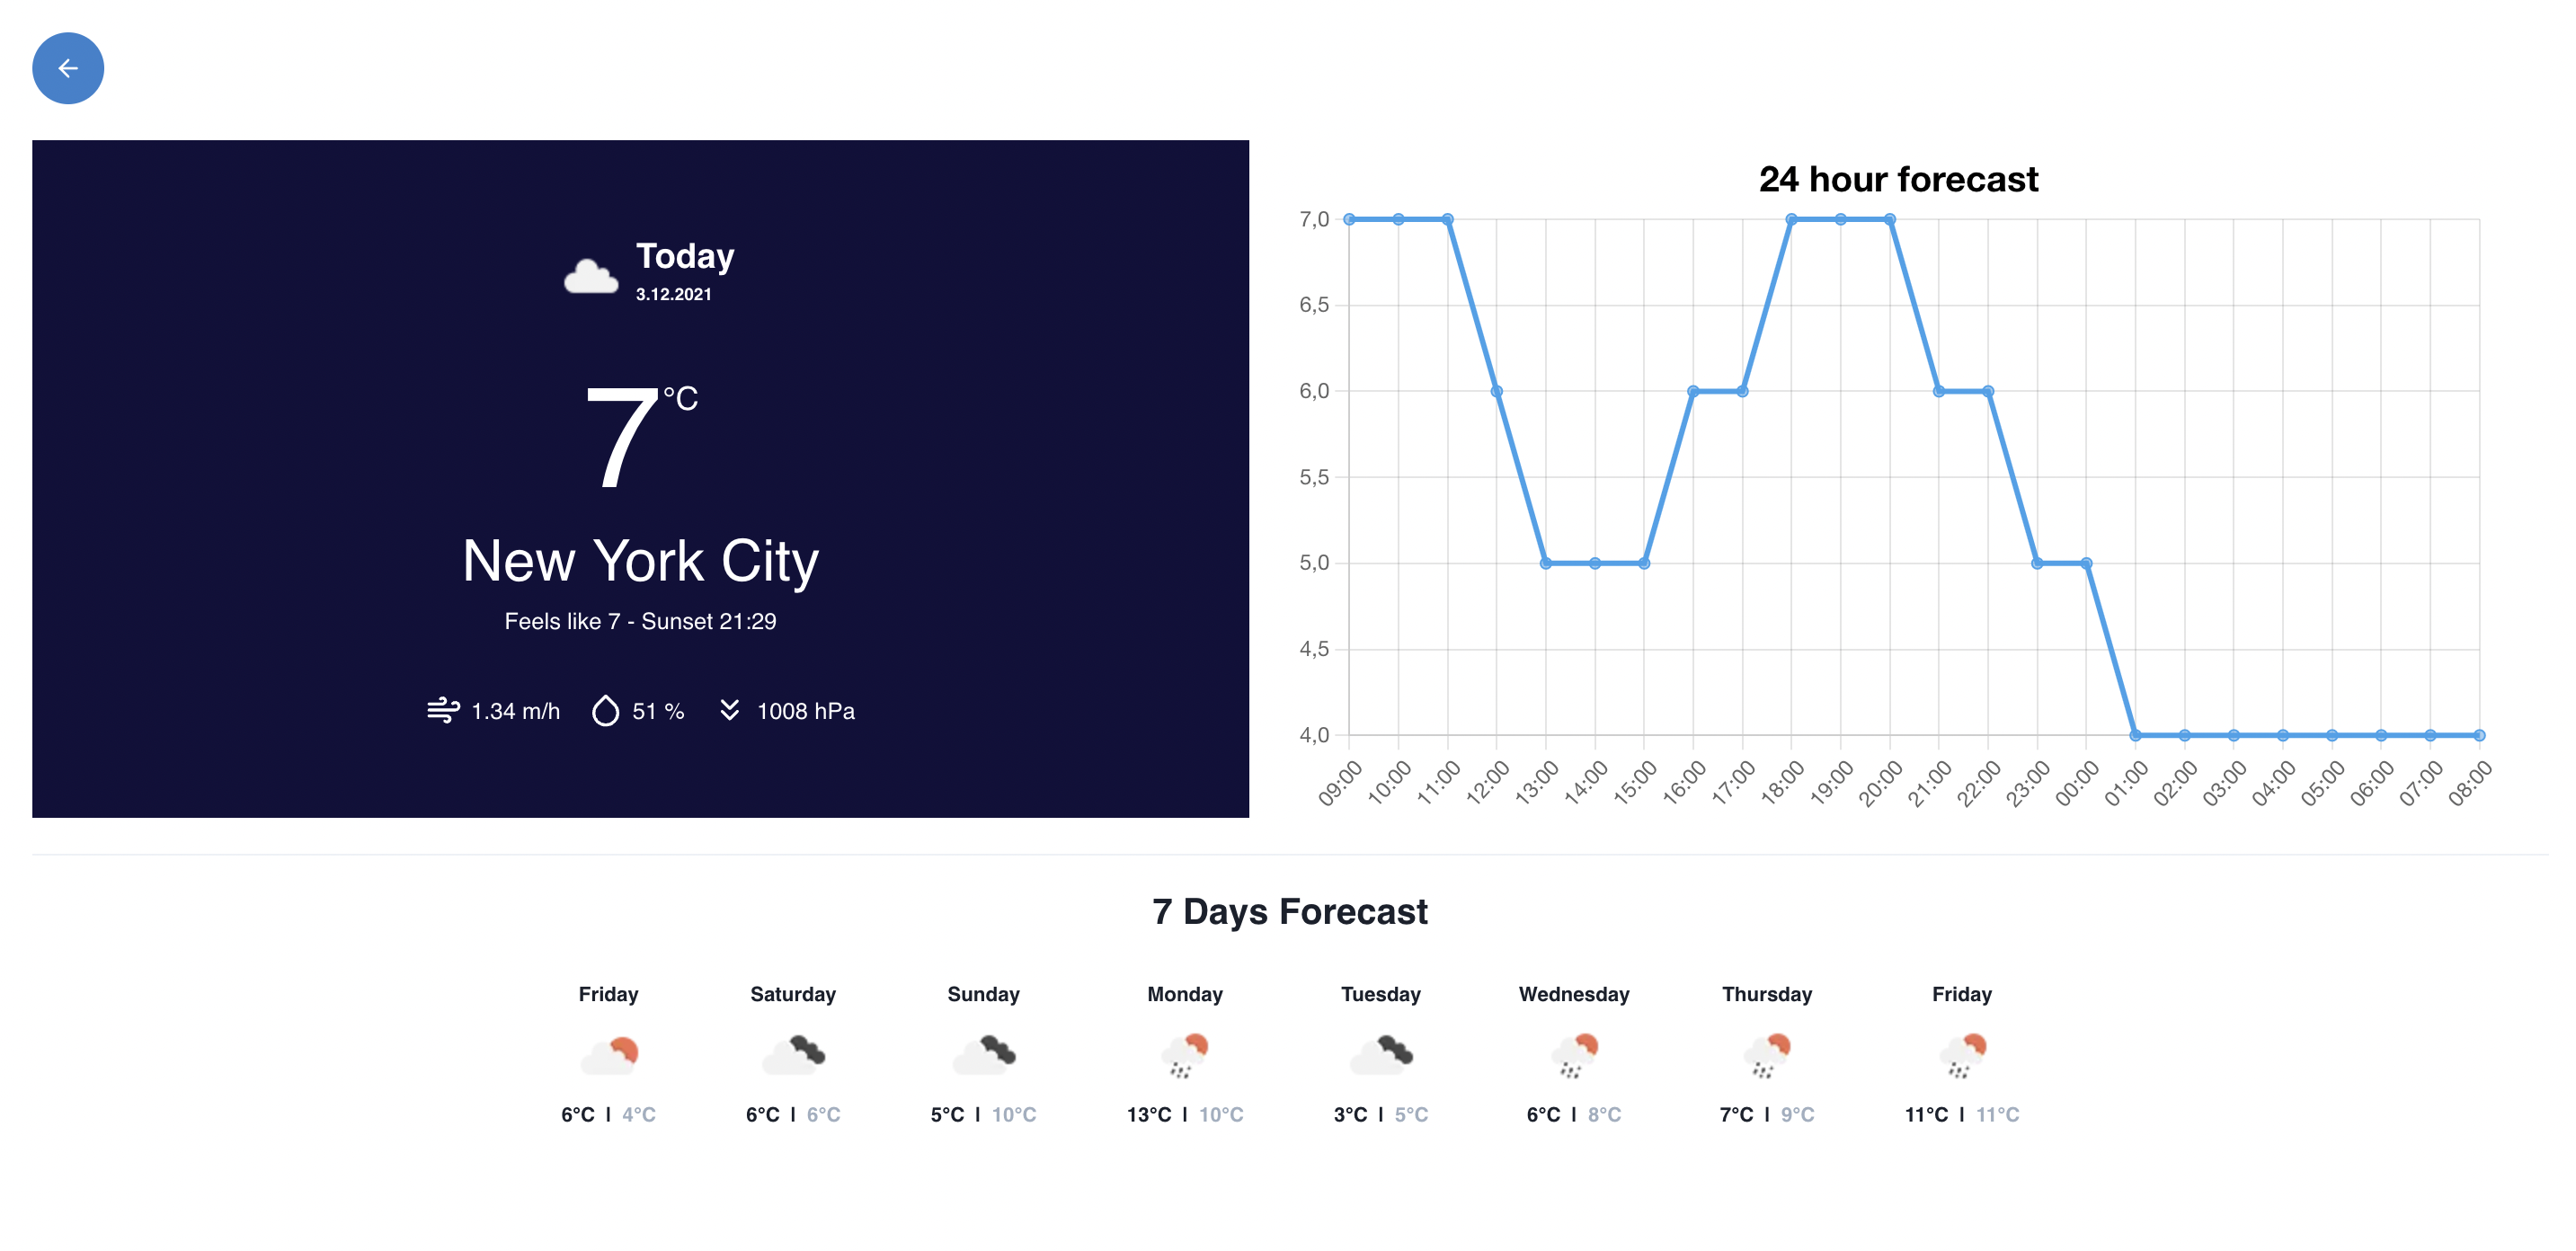 Today
3.12.2021
7 °C
New York City
Feels like 7 - Sunset 21:29
1.34 m/h 51 % 1008 hPa
24 hour forecast
7,0
6,5
6,0
5,5
5,0
4,5
4,0
09:00 10:00 11:00 12:00 13:00 14:00 15:00 16:00 17:00 18:00 19:00 20:00 21:00 22:00 23:00 00:00 01:00 02:00 03:00 04:00 05:00 06:00 07:00 08:00
7 Days Forecast
Friday Saturday Sunday Monday Tuesday Wednesday Thursday Friday
6°C | 4°C 6°C | 6°C 5°C | 10°C 13°C | 10°C 3°C | 5°C 6°C | 8°C 7°C | 9°C 11°C | 11°C